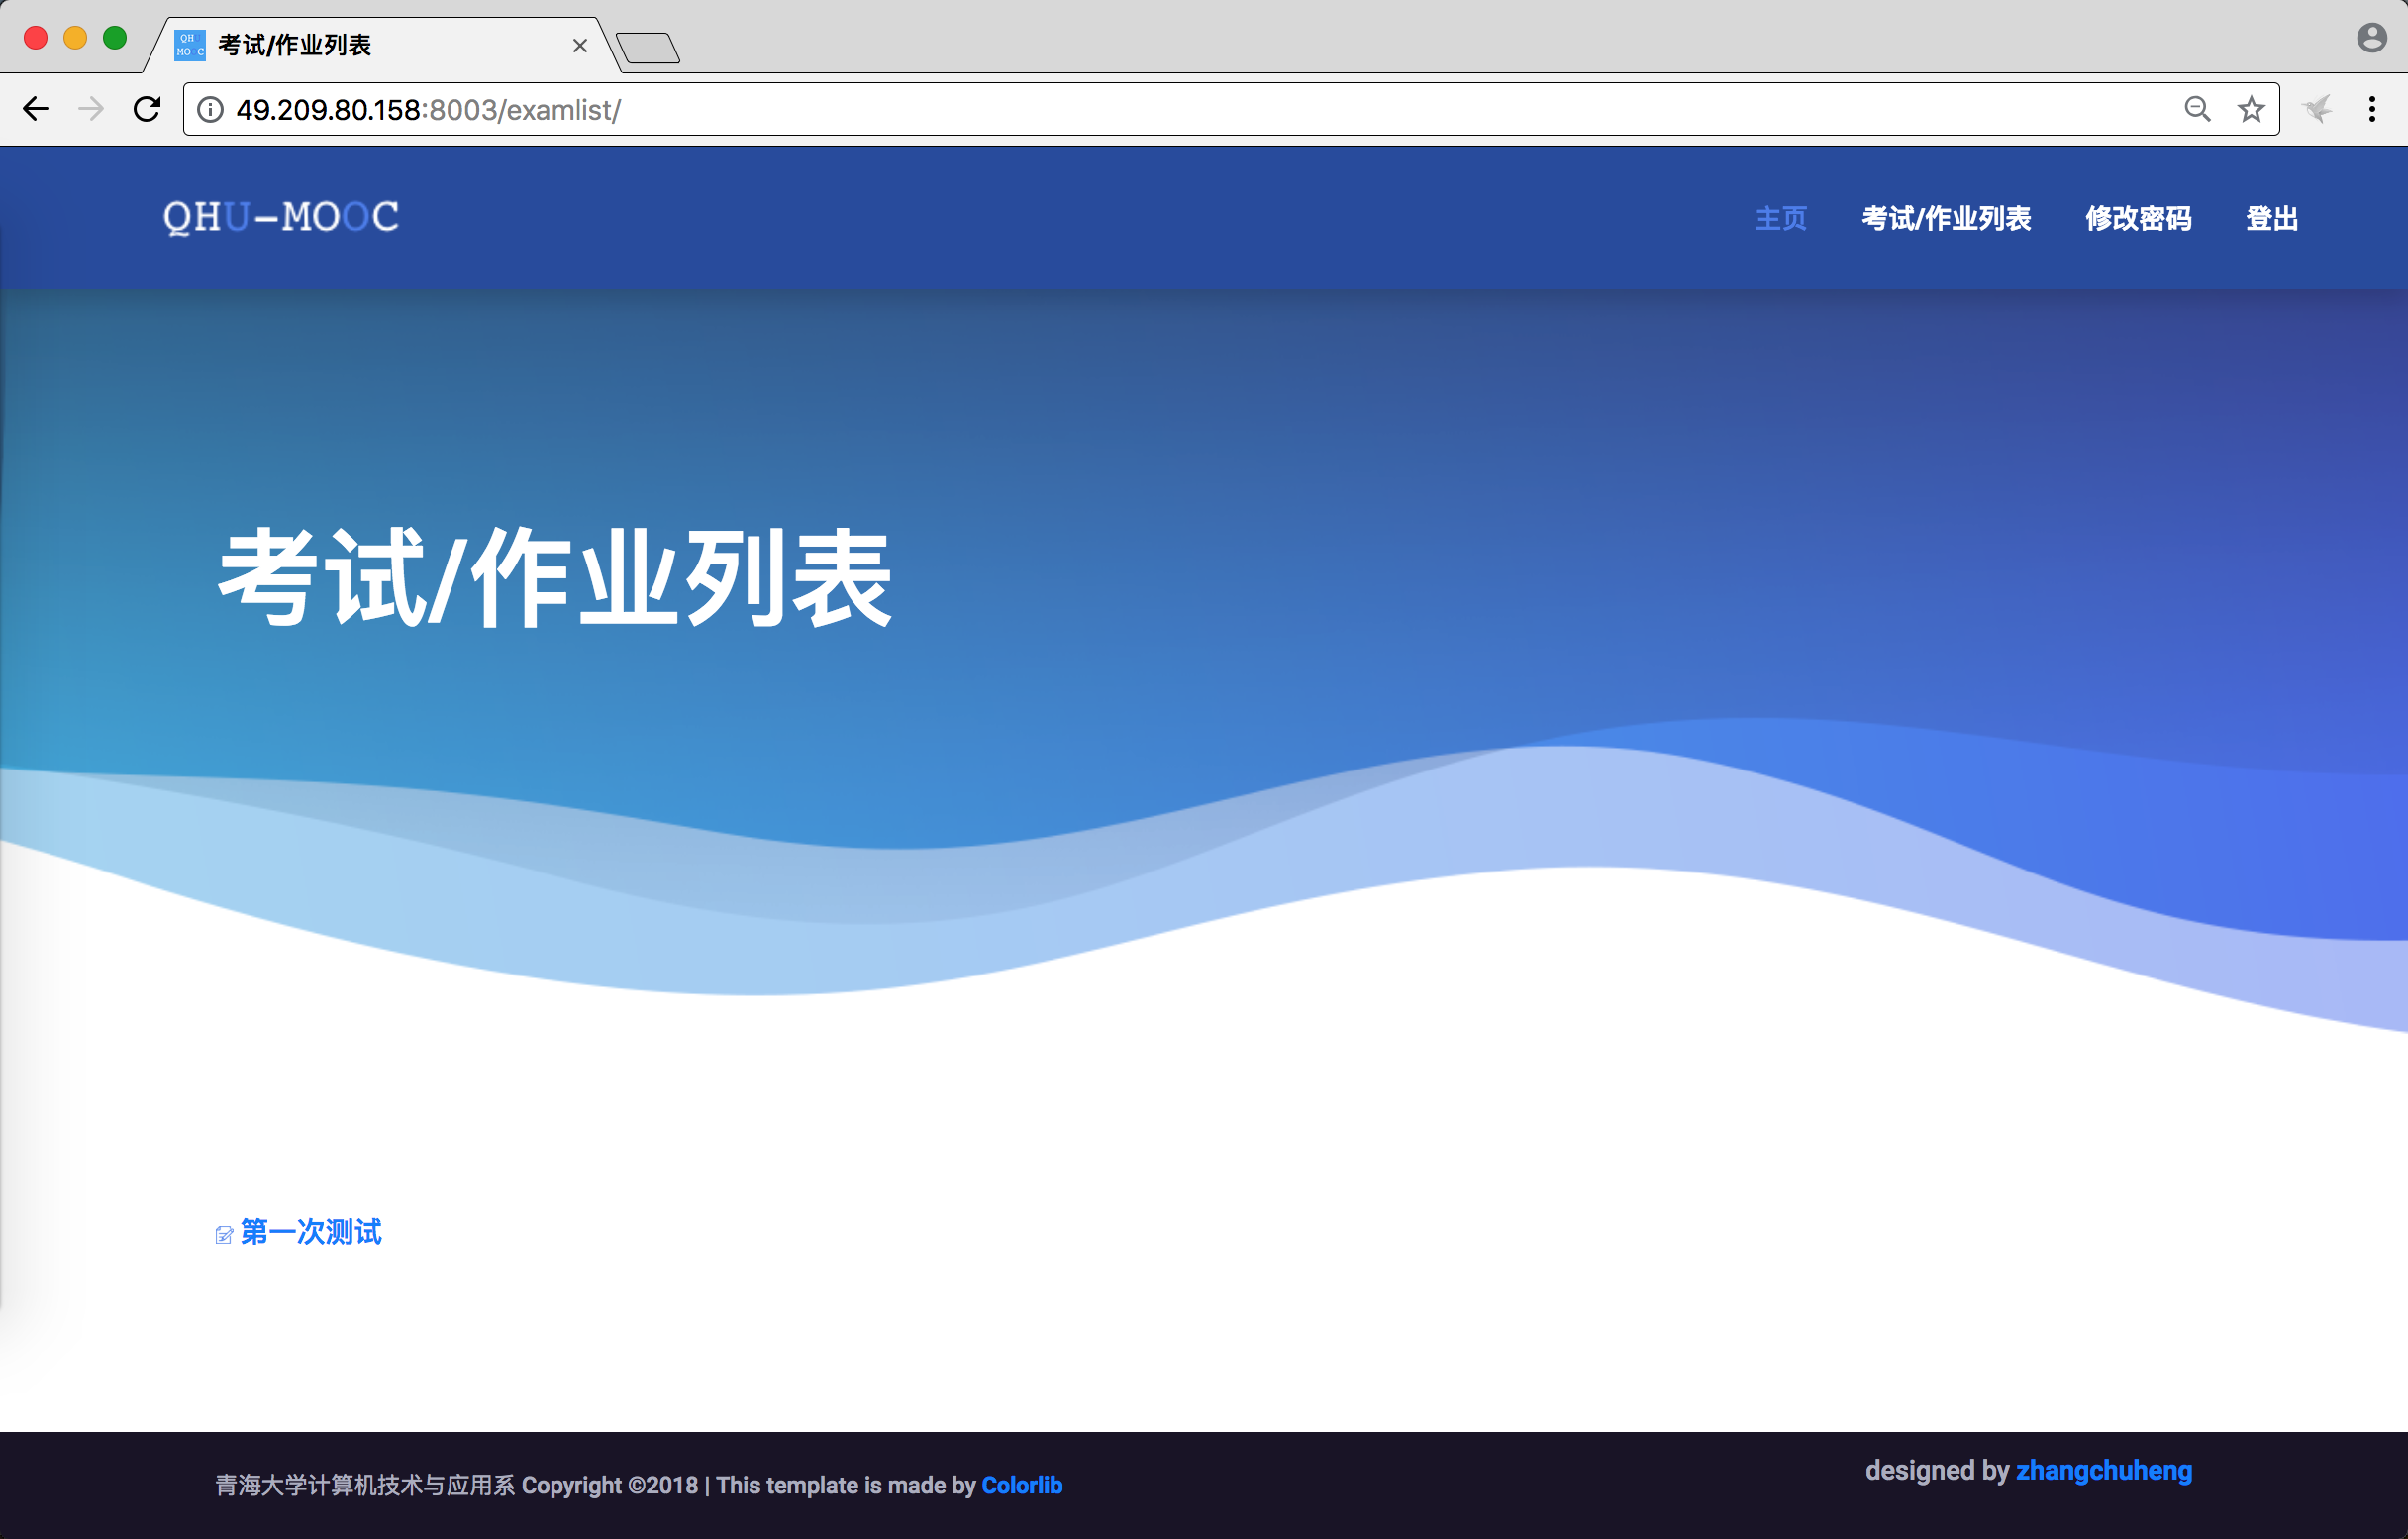 QHU MOOC 考试/作业列表
49.209.80.158:8003/examlist/
QHU-MOOC 主页 考试/作业列表 修改密码 登出
考试/作业列表
第一次测试
designed by zhangchuheng
青海大学计算机技术与应用系 Copyright ©2018 | This template is made by Colorlib